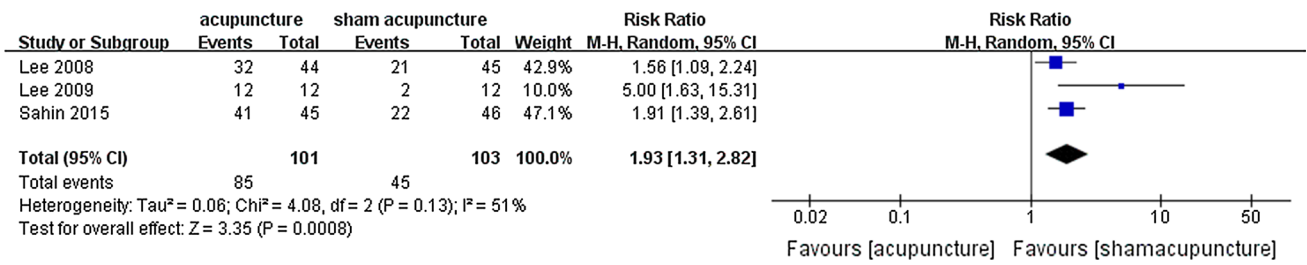 acupuncture sham acupuncture Risk Ratio Risk Ratio
Study or Subgroup Events Total Events Total Weight M-H, Random, 95% CI M-H, Random, 95% CI
Lee 2008 32 44 21 45 42.9% 1.56 [1.09, 2.24]
Lee 2009 12 12 2 12 10.0% 5.00 [1.63, 15.31]
Sahin 2015 41 45 22 46 47.1% 1.91 [1.39, 2.61]
Total (95% CI) 101 103 100.0% 1.93 [1.31, 2.82]
Total events 85 45
Heterogeneity: Tau² = 0.06; Chi² = 4.08, df = 2 (P = 0.13); I² = 51%
Test for overall effect: Z = 3.35 (P = 0.0008)
0.02 0.1 1 10 50
Favours [acupuncture] Favours [shamacupuncture]